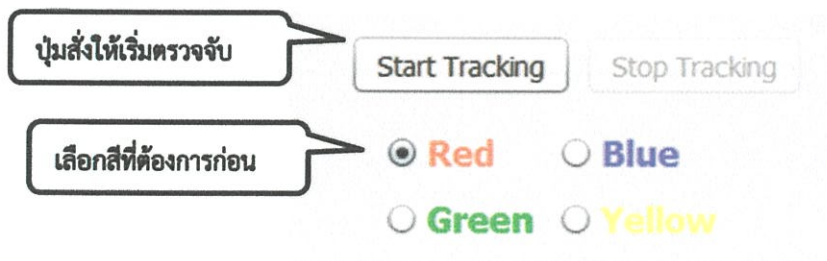 ปุ่มสั่งให้เริ่มตรวจจับ
Start Tracking Stop Tracking
เลือกสีที่ต้องการก่อน
Red Blue
Green Yellow